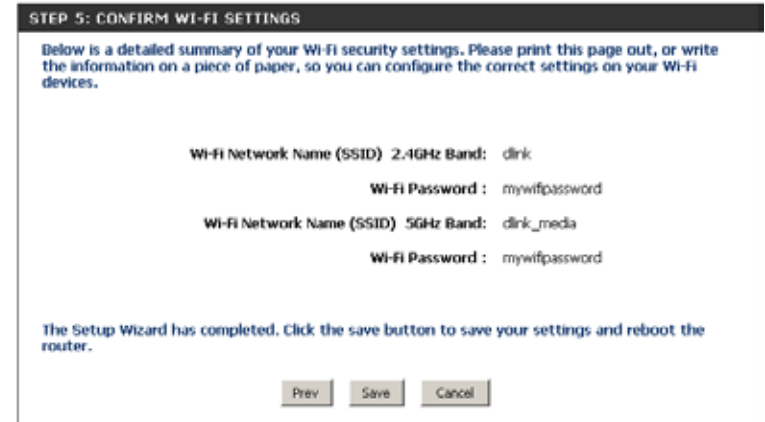 STEP 5: CONFIRM WI-FI SETTINGS
Below is a detailed summary of your Wi-Fi security settings. Please print this page out, or write
the information on a piece of paper, so you can configure the correct settings on your Wi-Fi
devices.
Wi-Fi Network Name (SSID) 2.4GHz Band: dlink
Wi-Fi Password : mywifipassword
Wi-Fi Network Name (SSID) 5GHz Band: dlink_media
Wi-Fi Password : mywifipassword
The Setup Wizard has completed. Click the save button to save your settings and reboot the
router.
Prev Save Cancel